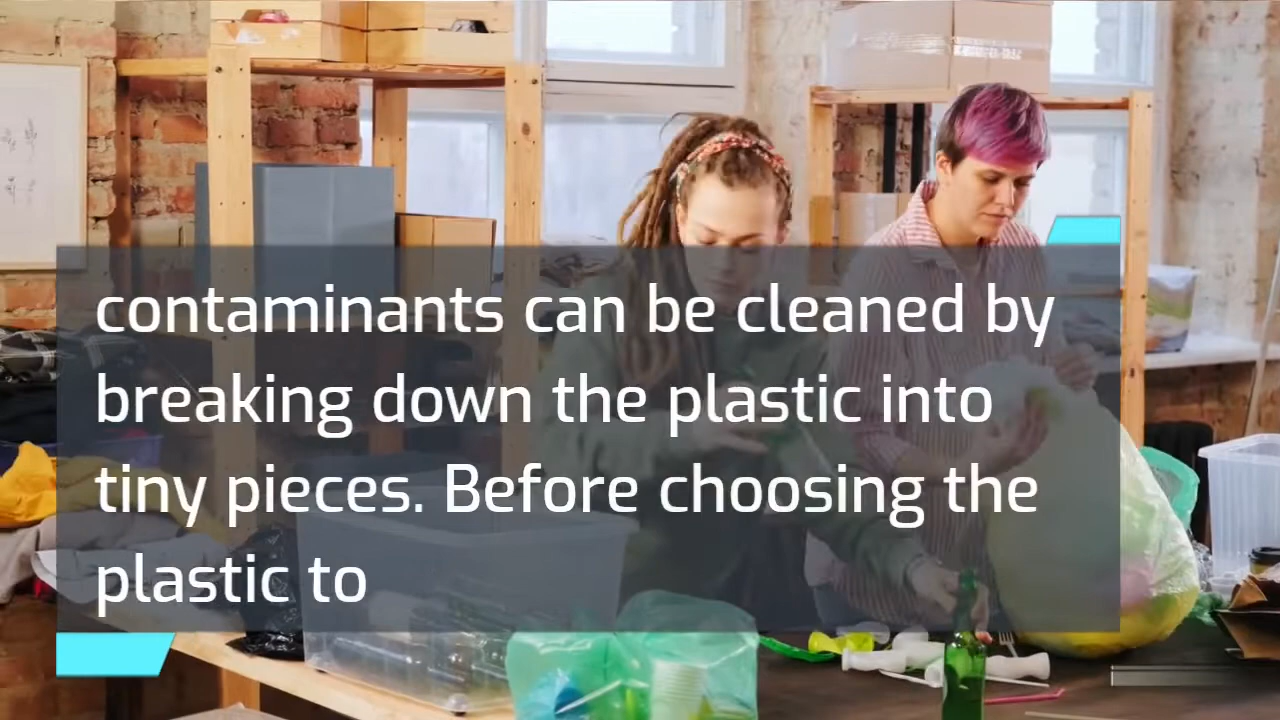 contaminants can be cleaned by
breaking down the plastic into
tiny pieces. Before choosing the
plastic to